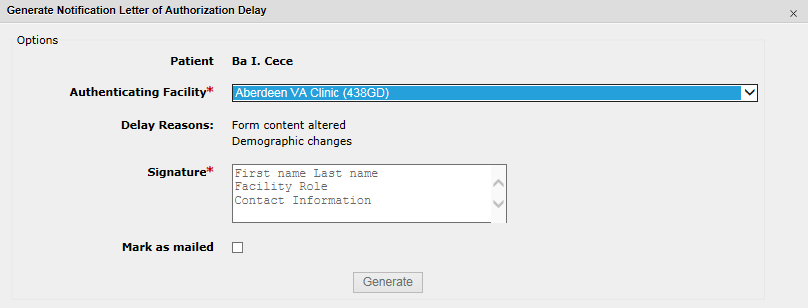 Generate Notification Letter of Authorization Delay
Options
Patient Ba I. Cece
Authenticating Facility* Aberdeen VA Clinic (438GD)
Delay Reasons: Form content altered
Demographic changes
Signature* First name Last name
Facility Role
Contact Information
Mark as mailed
Generate